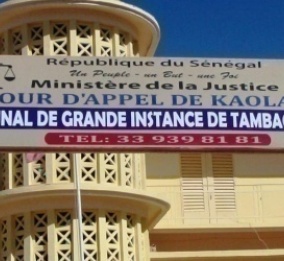 République du Sénégal
Un Peuple - un But - une Foi
Ministère de la Justice
OUR D'APPEL DE KAOLA
NAL DE GRANDE INSTANCE DE TAMBAC
TEL: 33 939 81 81